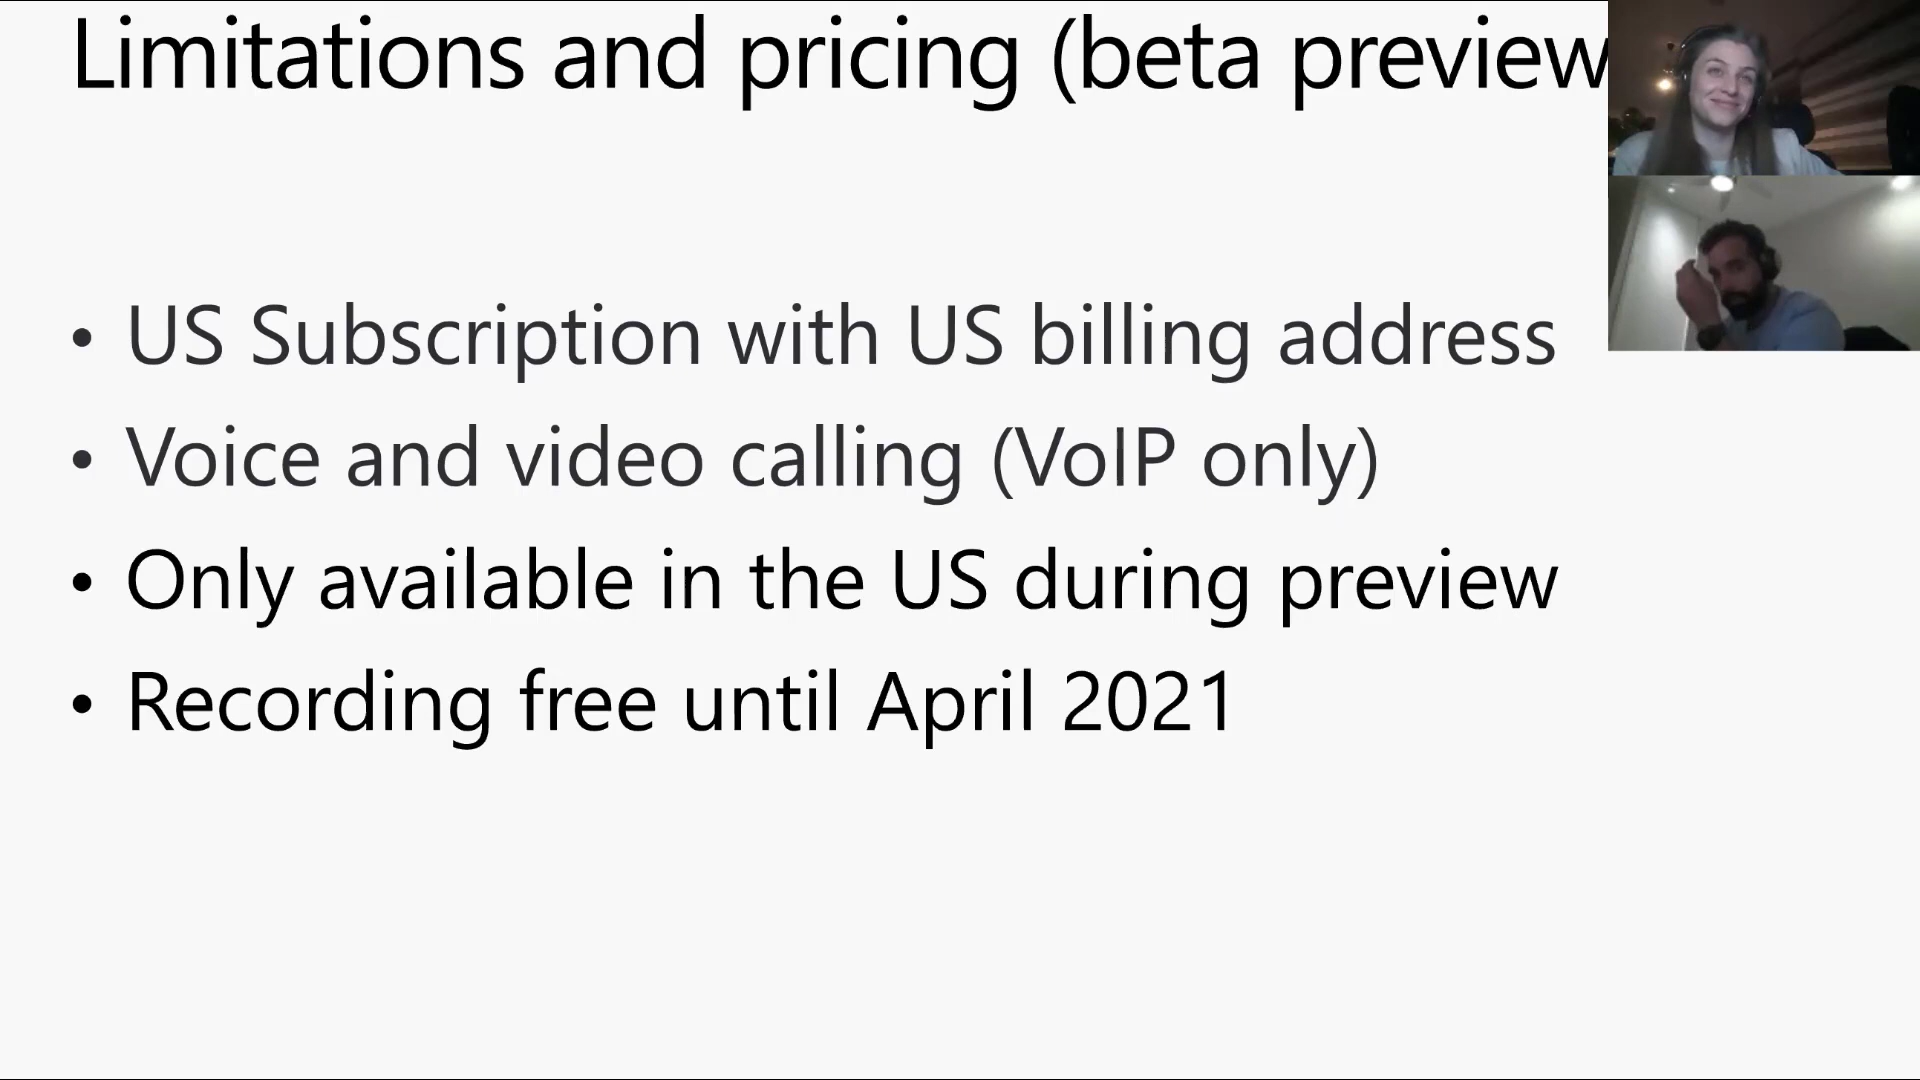 Limitations and pricing (beta preview
• US Subscription with US billing address
• Voice and video calling (VoIP only)
• Only available in the US during preview
• Recording free until April 2021